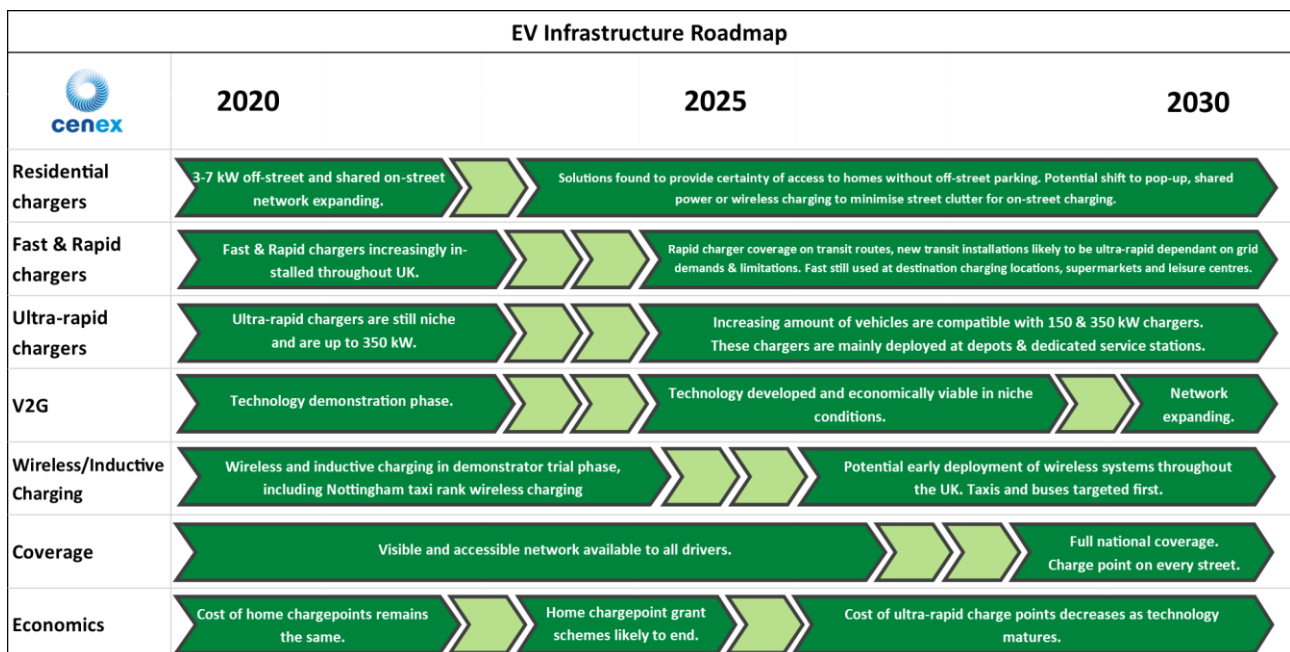 EV Infrastructure Roadmap
cenex
2020
2025
2030
Residential
chargers
3-7 kW off-street and shared on-street
network expanding.
Solutions found to provide certainty of access to homes without off-street parking. Potential shift to pop-up, shared
power or wireless charging to minimise street clutter for on-street charging.
Fast & Rapid
chargers
Fast & Rapid chargers increasingly in-
stalled throughout UK.
Rapid charger coverage on transit routes, new transit installations likely to be ultra-rapid dependant on grid
demands & limitations. Fast still used at destination charging locations, supermarkets and leisure centres.
Ultra-rapid
chargers
Ultra-rapid chargers are still niche
and are up to 350 kW.
Increasing amount of vehicles are compatible with 150 & 350 kW chargers.
These chargers are mainly deployed at depots & dedicated service stations.
V2G
Technology demonstration phase.
Technology developed and economically viable in niche
conditions.
Network
expanding.
Wireless/Inductive
Charging
Wireless and inductive charging in demonstrator trial phase,
including Nottingham taxi rank wireless charging
Potential early deployment of wireless systems throughout
the UK. Taxis and buses targeted first.
Coverage
Visible and accessible network available to all drivers.
Full national coverage.
Charge point on every street.
Economics
Cost of home chargepoints remains
the same.
Home chargepoint grant
schemes likely to end.
Cost of ultra-rapid charge points decreases as technology
matures.